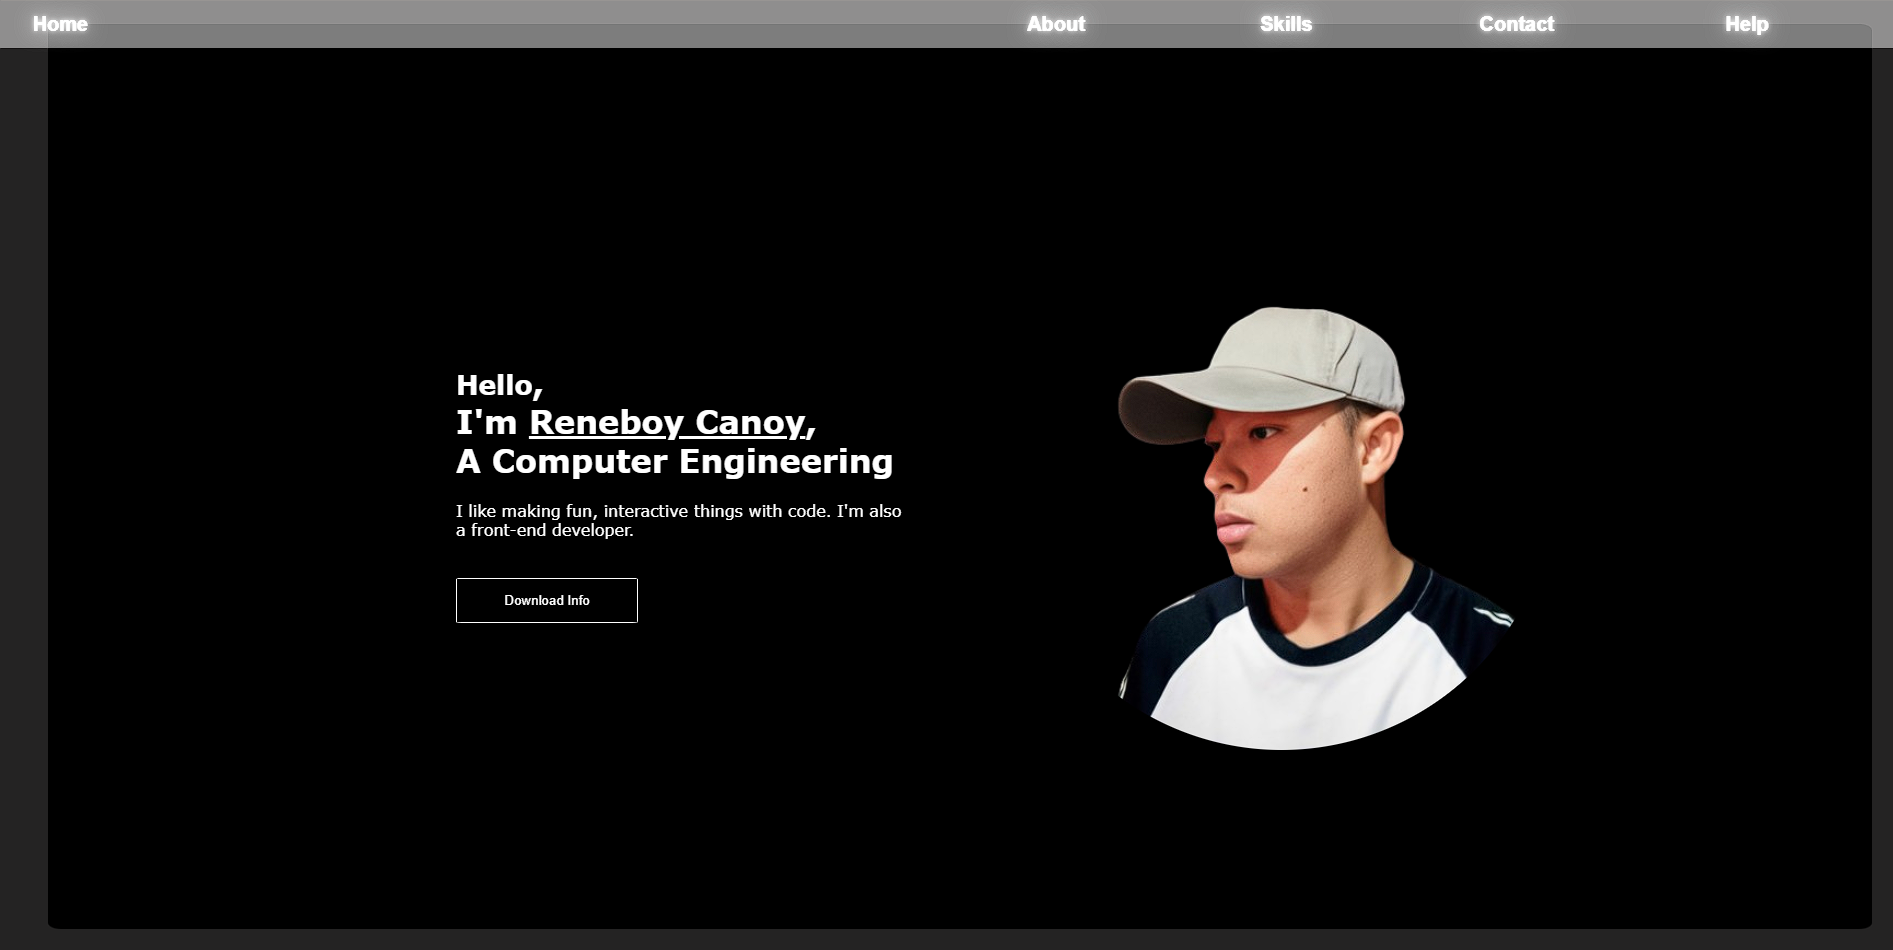 Home
About
Skills
Contact
Help
Hello,
I'm Reneboy Canoy,
A Computer Engineering
I like making fun, interactive things with code. I'm also
a front-end developer.
Download Info